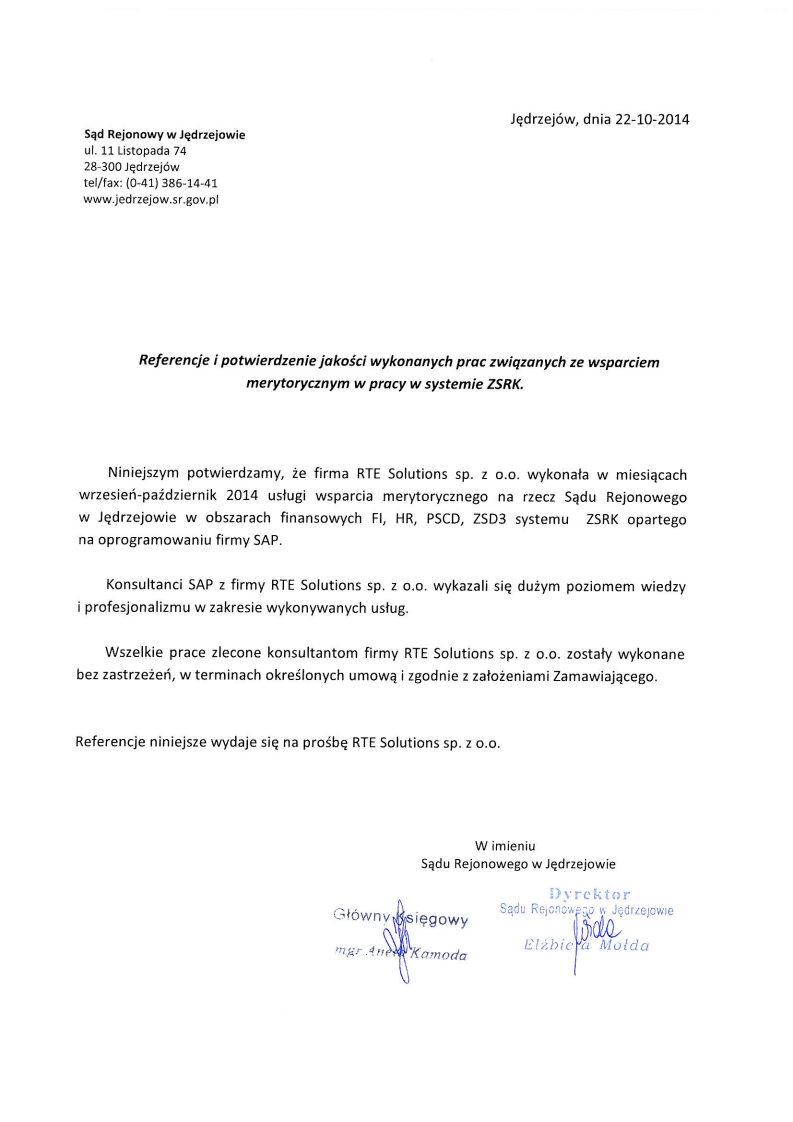 Jędrzejów, dnia 22-10-2014
Sąd Rejonowy w Jędrzejowie
ul. 11 Listopada 74
28-300 Jędrzejów
tel/fax: (0-41) 386-14-41
www.jedrzejow.sr.gov.pl
Referencje i potwierdzenie jakości wykonanych prac związanych ze wsparciem
merytorycznym w pracy w systemie ZSRK.
Niniejszym potwierdzamy, że firma RTE Solutions sp. z o.o. wykonała w miesiącach
wrzesień-październik 2014 usługi wsparcia merytorycznego na rzecz Sądu Rejonowego
w Jędrzejowie w obszarach finansowych FI, HR, PSCD, ZSD3 systemu ZSRK opartego
na oprogramowaniu firmy SAP.
Konsultanci SAP z firmy RTE Solutions sp. z o.o. wykazali się dużym poziomem wiedzy
i profesjonalizmu w zakresie wykonywanych usług.
Wszelkie prace zlecone konsultantom firmy RTE Solutions sp. z o.o. zostały wykonane
bez zastrzeżeń, w terminach określonych umową i zgodnie z założeniami Zamawiającego.
Referencje niniejsze wydaje się na prośbę RTE Solutions sp. z o.o.
W imieniu
Sądu Rejonowego w Jędrzejowie
Główny Księgowy
mgr Aneta Kamoda
Dyrektor
Sądu Rejonowego w Jędrzejowie
Elżbieta Mołda